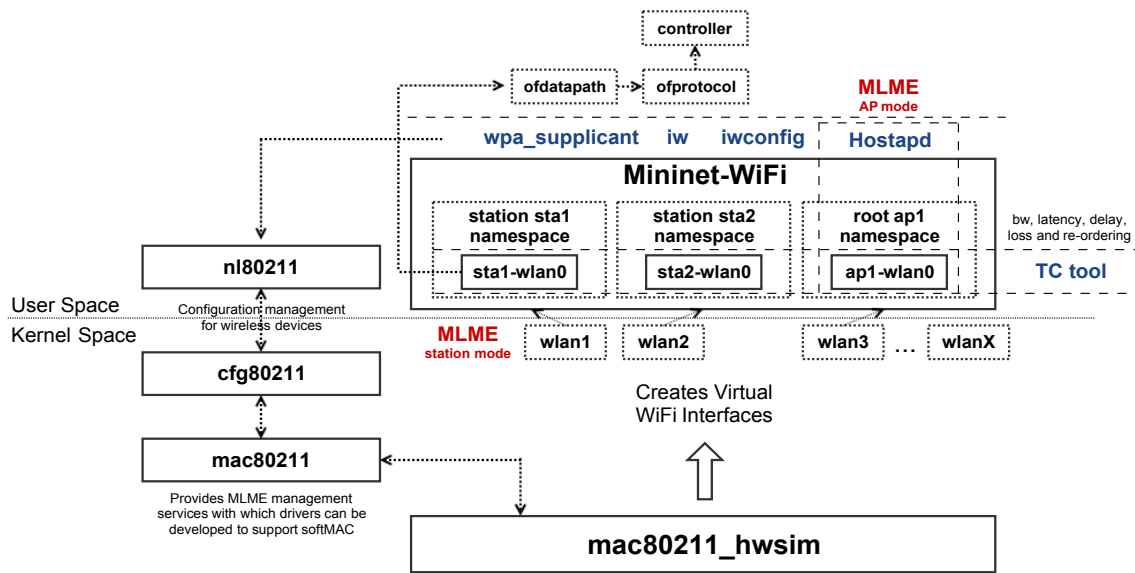 controller
ofdatapath
ofprotocol
MLME
AP mode
wpa_supplicant iw iwconfig Hostapd
Mininet-WiFi
station sta1
namespace
station sta2
namespace
root ap1
namespace
bw, latency, delay,
loss and re-ordering
sta1-wlan0
sta2-wlan0
ap1-wlan0
TC tool
nl80211
User Space
Configuration management
for wireless devices
Kernel Space
MLME
station mode
wlan1
wlan2
wlan3
...
wlanX
cfg80211
Creates Virtual
WiFi Interfaces
mac80211
Provides MLME management
services with which drivers can be
developed to support softMAC
mac80211_hwsim